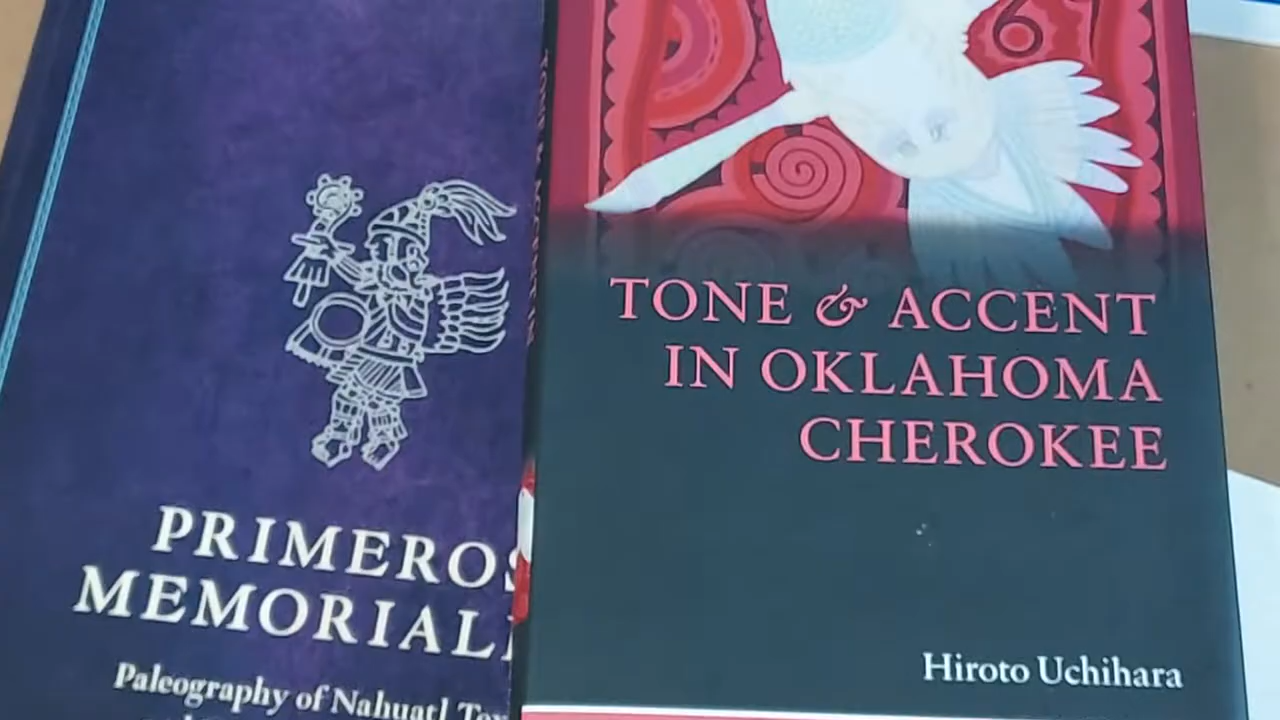 PRIMEROS
MEMORIAL
Paleography of Nahuatl
TONE & ACCENT
IN OKLAHOMA
CHEROKEE
Hiroto Uchihara